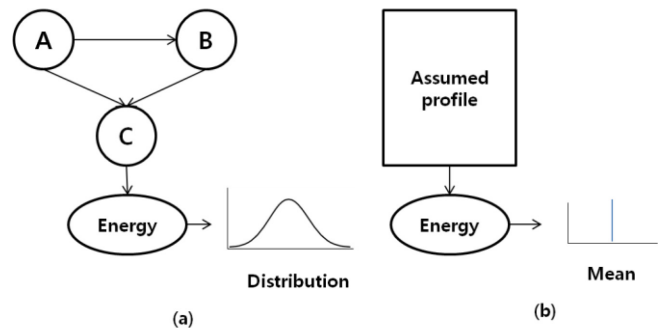 A
B
C
Energy
Distribution
(a)
Assumed
profile
Energy
Mean
(b)